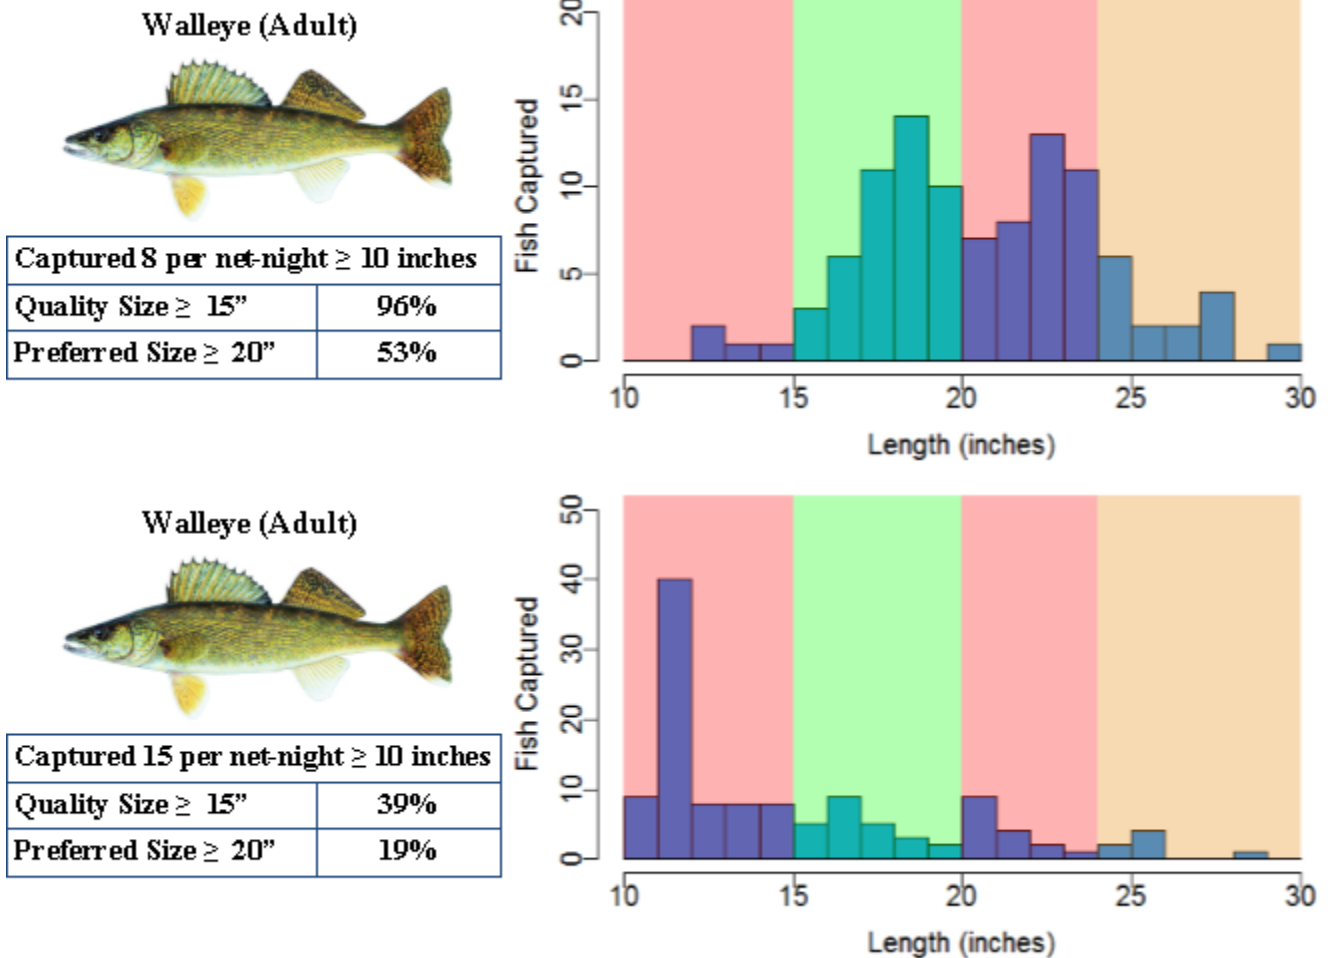 Walleye (Adult)
Captured 8 per net-night ≥ 10 inches
Quality Size ≥ 15” 96%
Preferred Size ≥ 20” 53%
Fish Captured
20
15
10
5
0
10 15 20 25 30
Length (inches)
Walleye (Adult)
Captured 15 per net-night ≥ 10 inches
Quality Size ≥ 15” 39%
Preferred Size ≥ 20” 19%
Fish Captured
50
40
30
20
10
0
10 15 20 25 30
Length (inches)